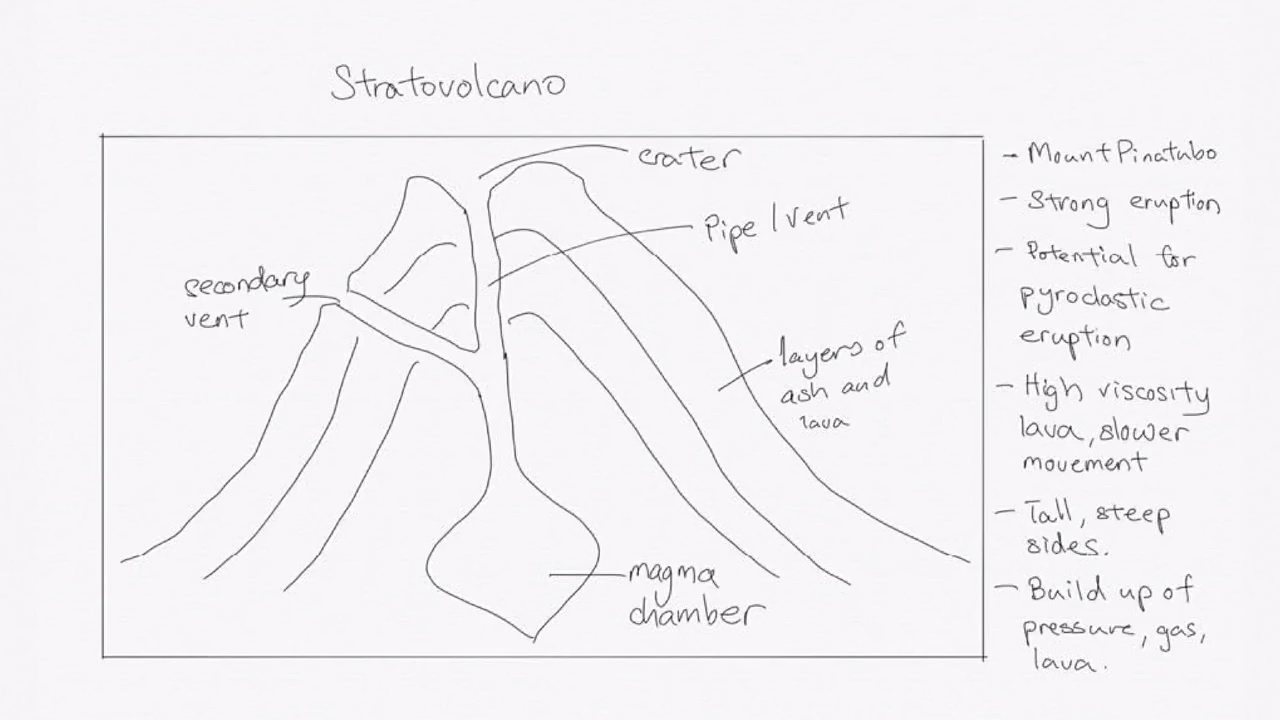 Stratovolcano
crater
Pipe / vent
secondary
vent
layers of
ash and
lava
magma
chamber
- Mount Pinatubo
- Strong eruption
- Potential for
pyroclastic
eruption
- High viscosity
lava, slower
movement
- Tall, steep
sides.
- Build up of
pressure, gas,
lava.